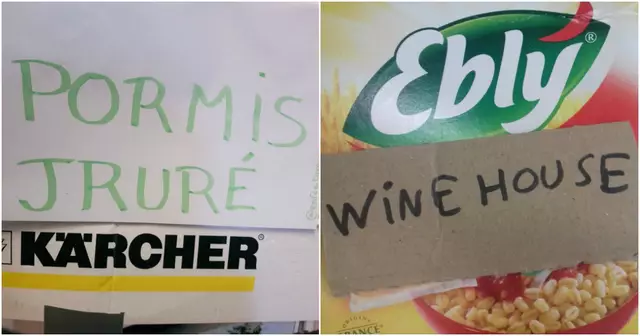 PORMiS
JRURÉ
KÄRCHER®
Ebly®
WiNE HOUSE